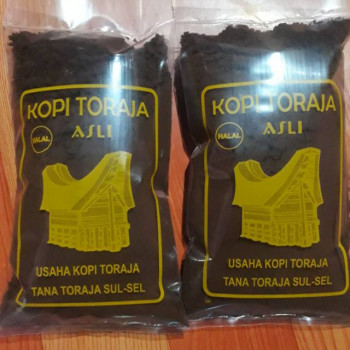 KOPI TORAJA
ASLI
HALAL
USAHA KOPI TORAJA
TANA TORAJA SUL-SEL
KOPI TORAJA
ASLI
HALAL
USAHA KOPI TORAJA
TANA TORAJA SUL-SEL